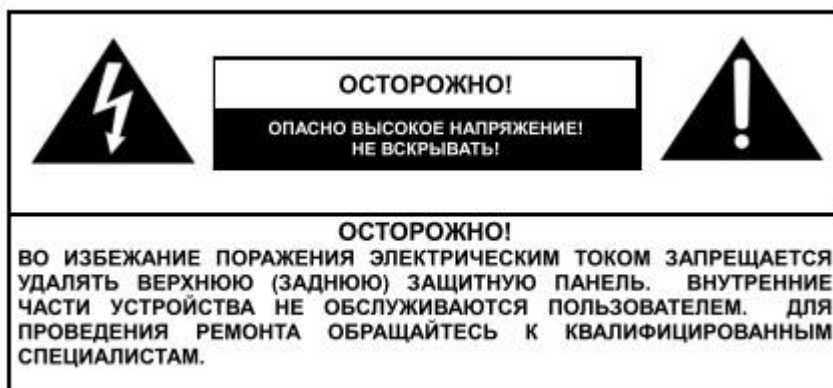 ОСТОРОЖНО!
ОПАСНО ВЫСОКОЕ НАПРЯЖЕНИЕ!
НЕ ВСКРЫВАТЬ!
ОСТОРОЖНО!
ВО ИЗБЕЖАНИЕ ПОРАЖЕНИЯ ЭЛЕКТРИЧЕСКИМ ТОКОМ ЗАПРЕЩАЕТСЯ
УДАЛЯТЬ ВЕРХНЮЮ (ЗАДНЮЮ) ЗАЩИТНУЮ ПАНЕЛЬ. ВНУТРЕННИЕ
ЧАСТИ УСТРОЙСТВА НЕ ОБСЛУЖИВАЮТСЯ ПОЛЬЗОВАТЕЛЕМ. ДЛЯ
ПРОВЕДЕНИЯ РЕМОНТА ОБРАЩАЙТЕСЬ К КВАЛИФИЦИРОВАННЫМ
СПЕЦИАЛИСТАМ.